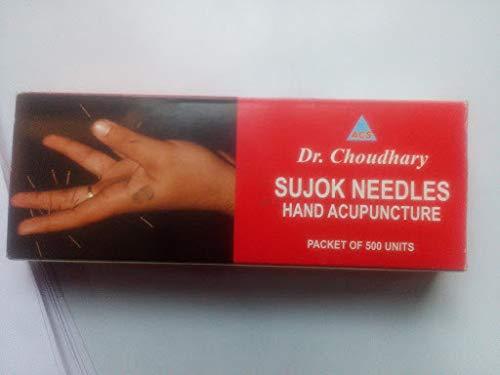 ACS
Dr. Choudhary
SUJOK NEEDLES
HAND ACUPUNCTURE
PACKET OF 500 UNITS